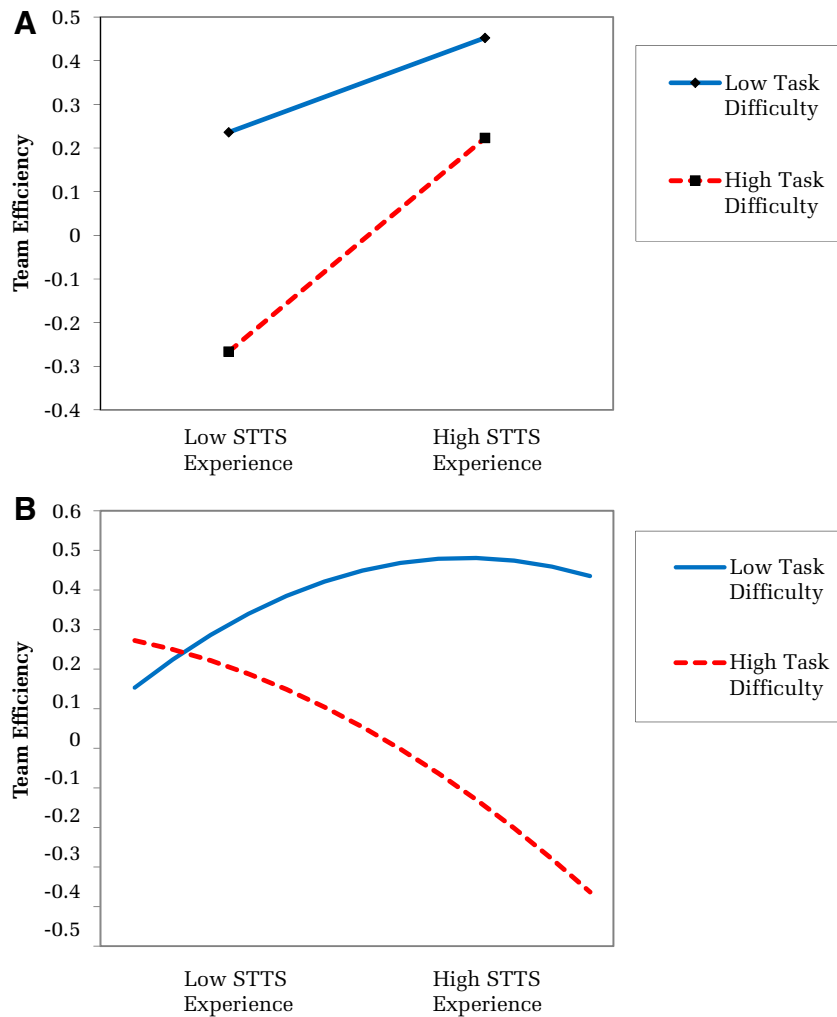 A
0.5
0.4
0.3
0.2
0.1
0
-0.1
-0.2
-0.3
-0.4
Team Efficiency
Low STTS
Experience
High STTS
Experience
Low Task
Difficulty
High Task
Difficulty
B
0.6
0.5
0.4
0.3
0.2
0.1
0
-0.1
-0.2
-0.3
-0.4
-0.5
Team Efficiency
Low STTS
Experience
High STTS
Experience
Low Task
Difficulty
High Task
Difficulty